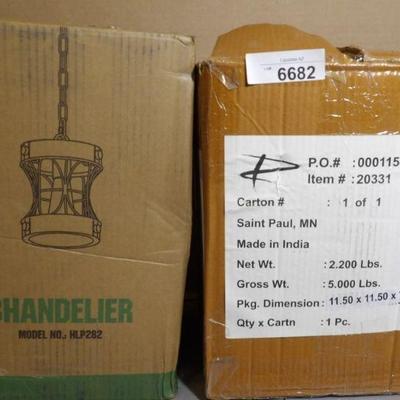 6682
P.O.# :000115
Item # :20331
Carton # : 1 of 1
Saint Paul, MN
Made in India
Net Wt. :2.200 Lbs.
Gross Wt. :5.000 Lbs.
Pkg. Dimension :11.50 x 11.50 x
Qty x Cartn :1 Pc.
CHANDELIER
MODEL NO.: HLP282